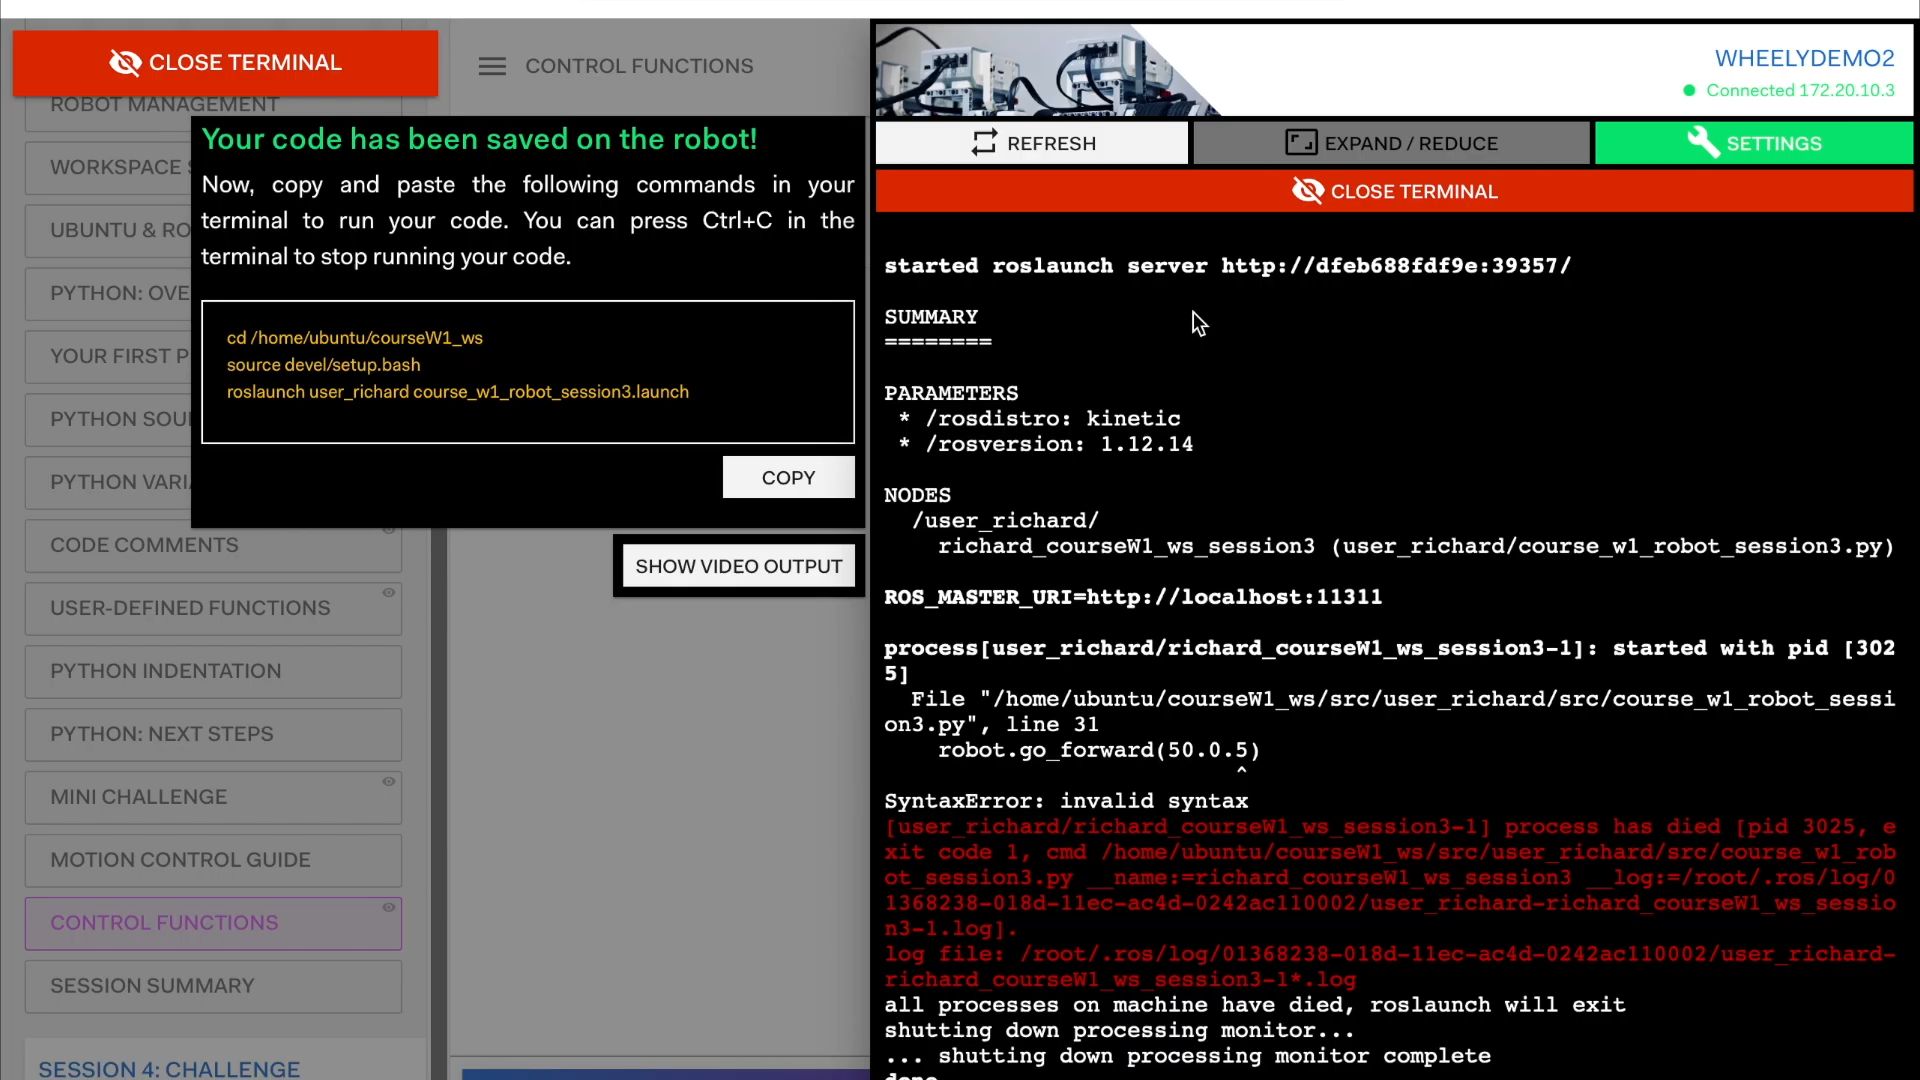 CLOSE TERMINAL
ROBOT MANAGEMENT
WORKSPACE S
UBUNTU & RO
PYTHON: OVE
YOUR FIRST P
PYTHON SOU
PYTHON VARI
CODE COMMENTS
USER-DEFINED FUNCTIONS
PYTHON INDENTATION
PYTHON: NEXT STEPS
MINI CHALLENGE
MOTION CONTROL GUIDE
CONTROL FUNCTIONS
SESSION SUMMARY
SESSION 4: CHALLENGE
CONTROL FUNCTIONS
Your code has been saved on the robot!
Now, copy and paste the following commands in your
terminal to run your code. You can press Ctrl+C in the
terminal to stop running your code.
cd /home/ubuntu/courseW1_ws
source devel/setup.bash
roslaunch user_richard course_w1_robot_session3.launch
COPY
SHOW VIDEO OUTPUT
WHEELYDEMO2
Connected 172.20.10.3
REFRESH
EXPAND / REDUCE
SETTINGS
CLOSE TERMINAL
started roslaunch server http://dfeb688fdf9e:39357/
SUMMARY
========
PARAMETERS
* /rosdistro: kinetic
* /rosversion: 1.12.14
NODES
/user_richard/
richard_courseW1_ws_session3 (user_richard/course_w1_robot_session3.py)
ROS_MASTER_URI=http://localhost:11311
process[user_richard/richard_courseW1_ws_session3-1]: started with pid [302
5]
File "/home/ubuntu/courseW1_ws/src/user_richard/src/course_w1_robot_sessi
on3.py", line 31
robot.go_forward(50.0.5)
^
SyntaxError: invalid syntax
[user_richard/richard_courseW1_ws_session3-1] process has died [pid 3025, e
xit code 1, cmd /home/ubuntu/courseW1_ws/src/user_richard/src/course_w1_rob
ot_session3.py __name:=richard_courseW1_ws_session3 __log:=/root/.ros/log/0
1368238-018d-11ec-ac4d-0242ac110002/user_richard-richard_courseW1_ws_sessio
n3-1.log].
log file: /root/.ros/log/01368238-018d-11ec-ac4d-0242ac110002/user_richard-
richard_courseW1_ws_session3-1*.log
all processes on machine have died, roslaunch will exit
shutting down processing monitor...
... shutting down processing monitor complete
done